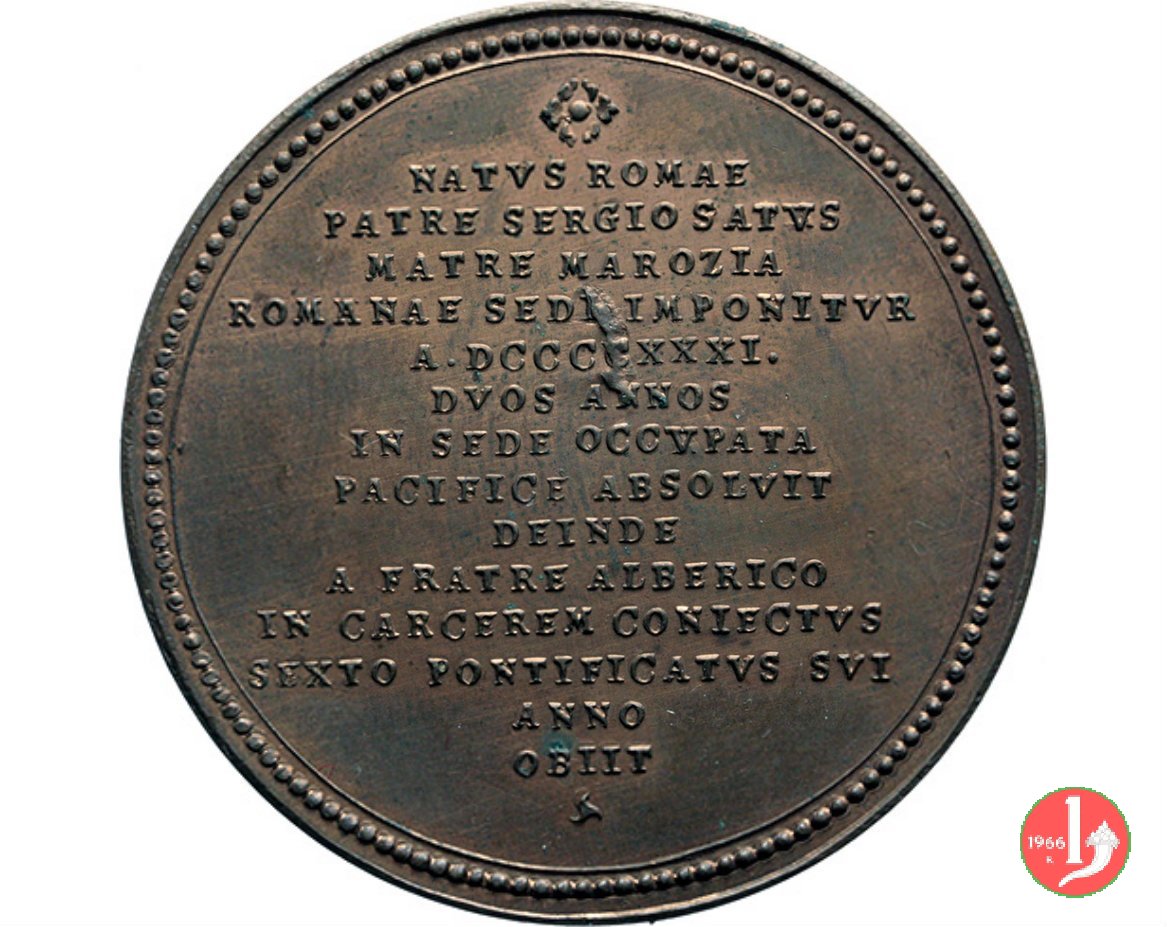 NATVS ROMAE
PATRE SERGIO SATVS
MATRE MAROZIA
ROMANAE SEDI IMPONITVR
A. DCCCCXXXI.
DVOS ANNOS
IN SEDE OCCVPATA
PACIFICE ABSOLVIT
DEINDE
A FRATRE ALBERICO
IN CARCEREM CONIECTVS
SEXTO PONTIFICATVS SVI
ANNO
OBIIT
1966
R.